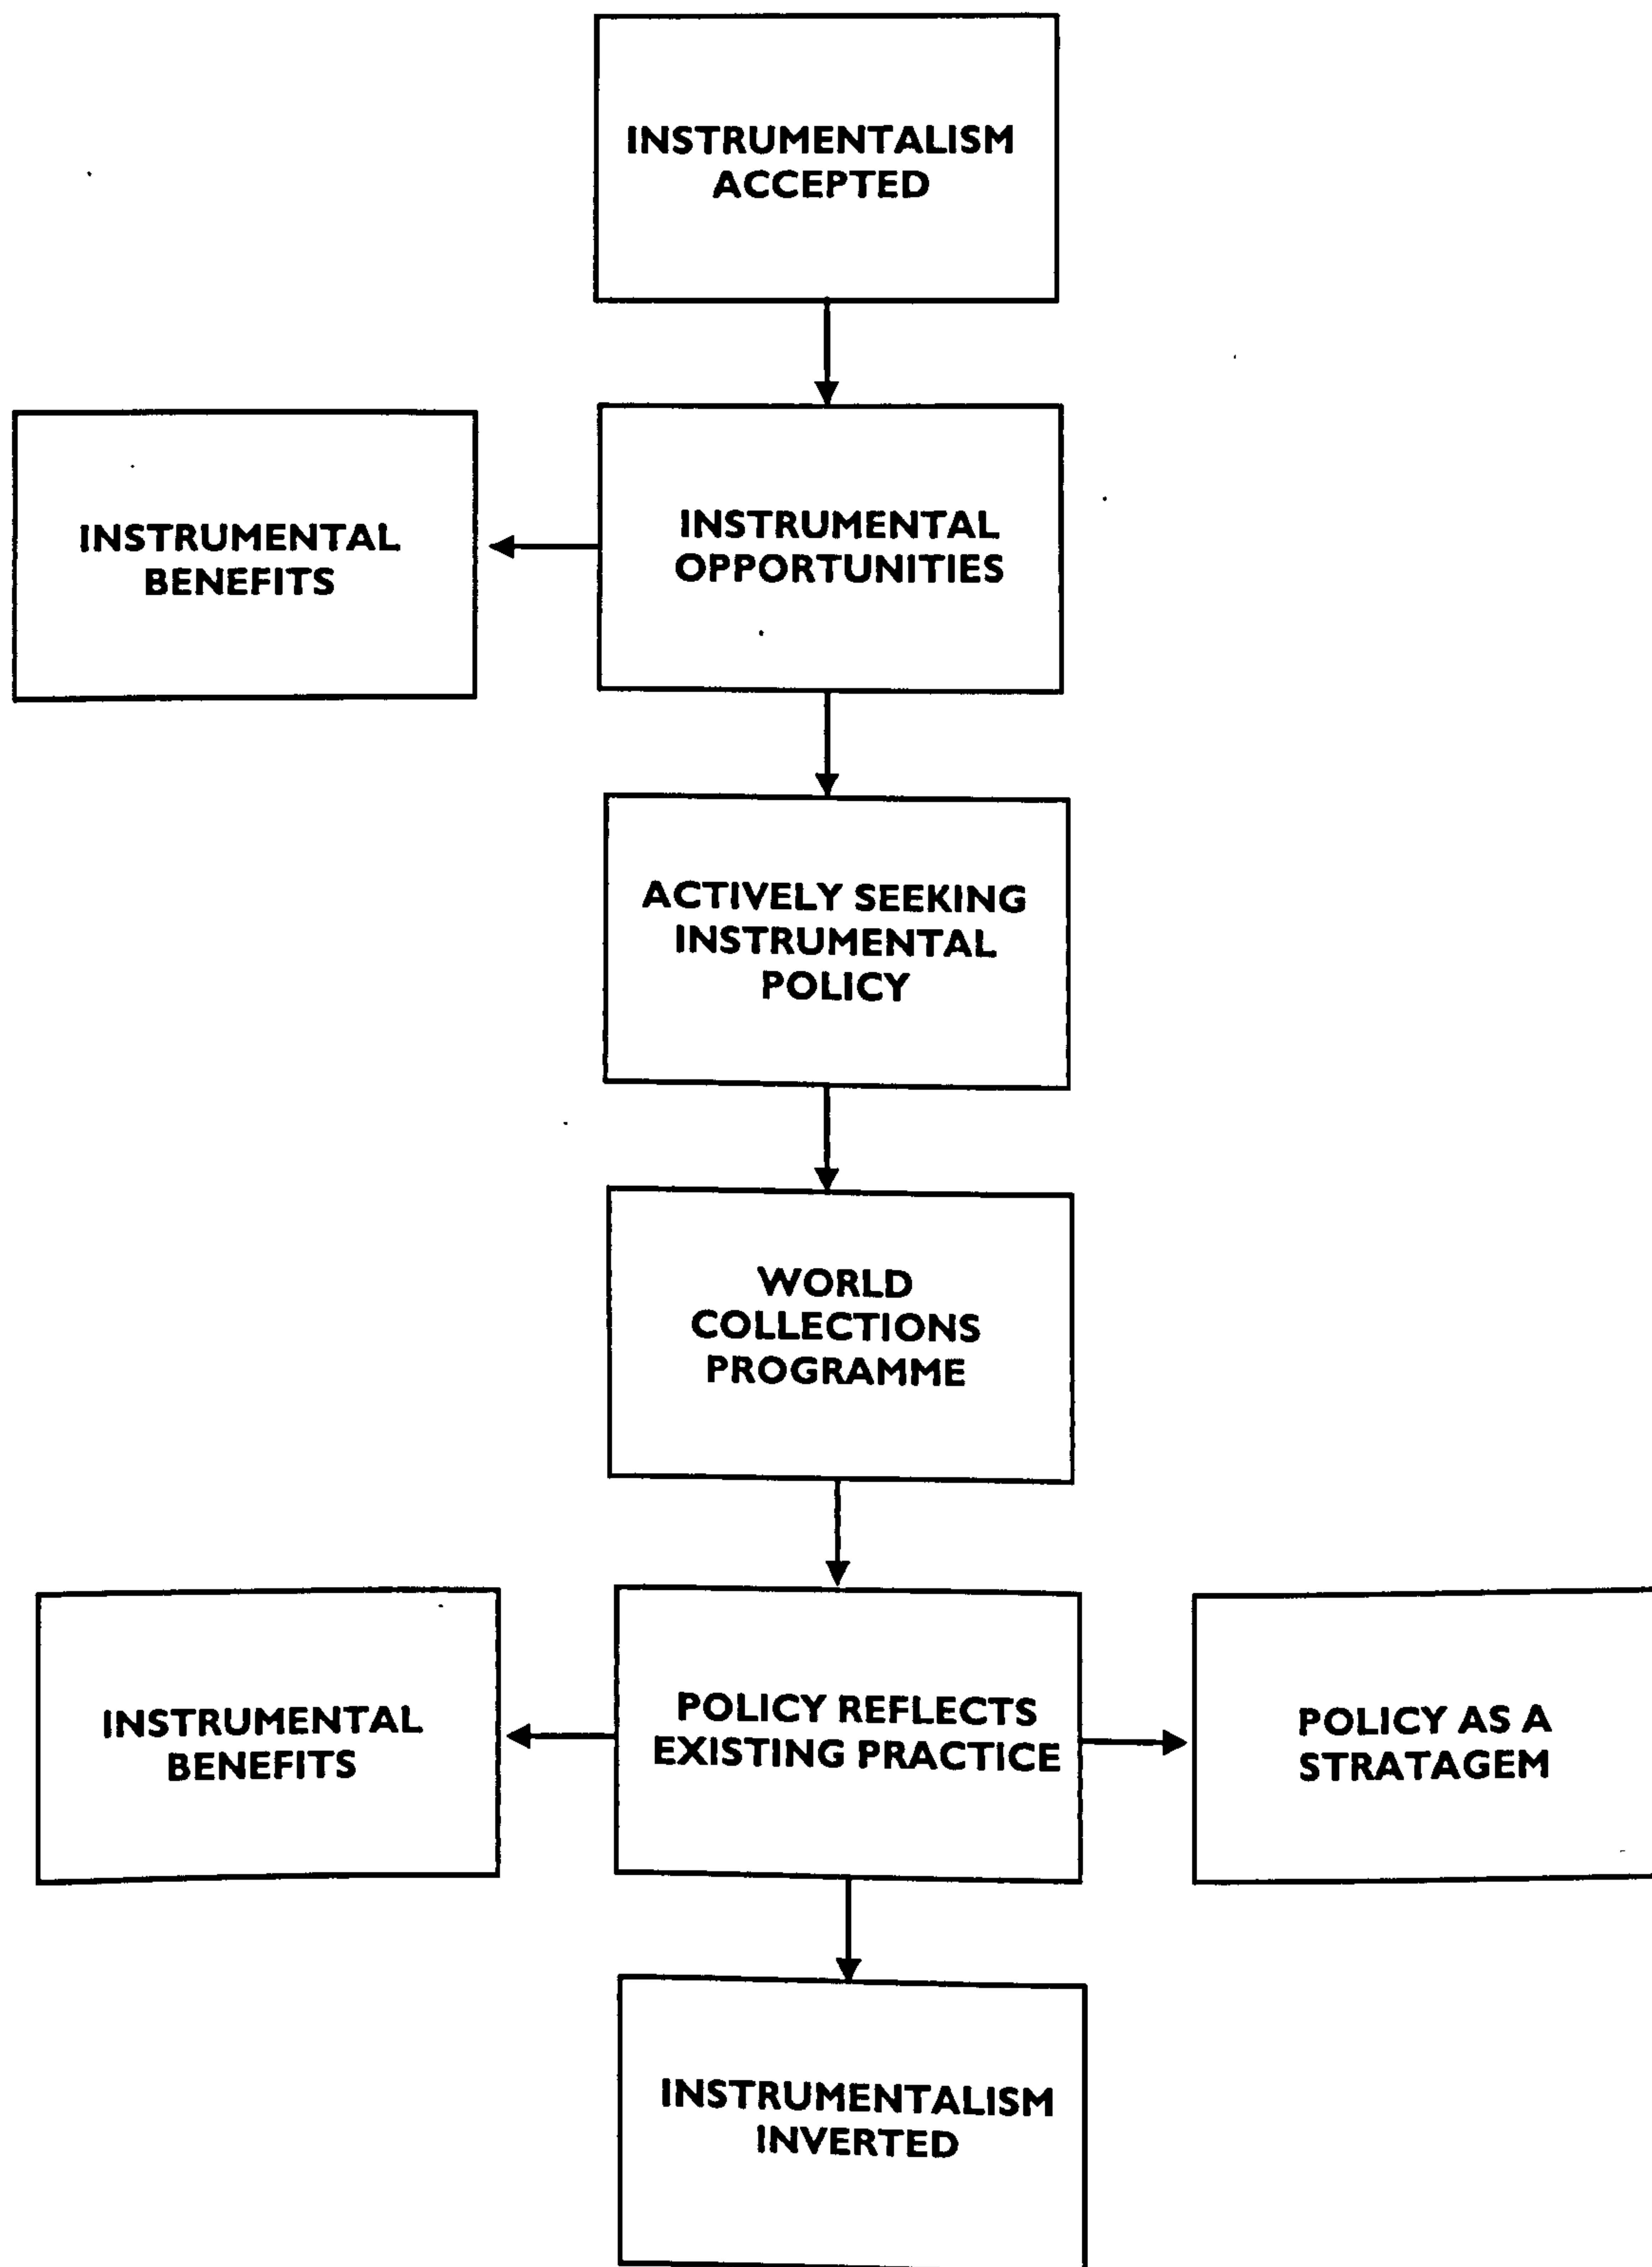 INSTRUMENTALISM
ACCEPTED
INSTRUMENTAL
BENEFITS
INSTRUMENTAL
OPPORTUNITIES
ACTIVELY SEEKING
INSTRUMENTAL
POLICY
WORLD
COLLECTIONS
PROGRAMME
INSTRUMENTAL
BENEFITS
POLICY REFLECTS
EXISTING PRACTICE
POLICY AS A
STRATAGEM
INSTRUMENTALISM
INVERTED